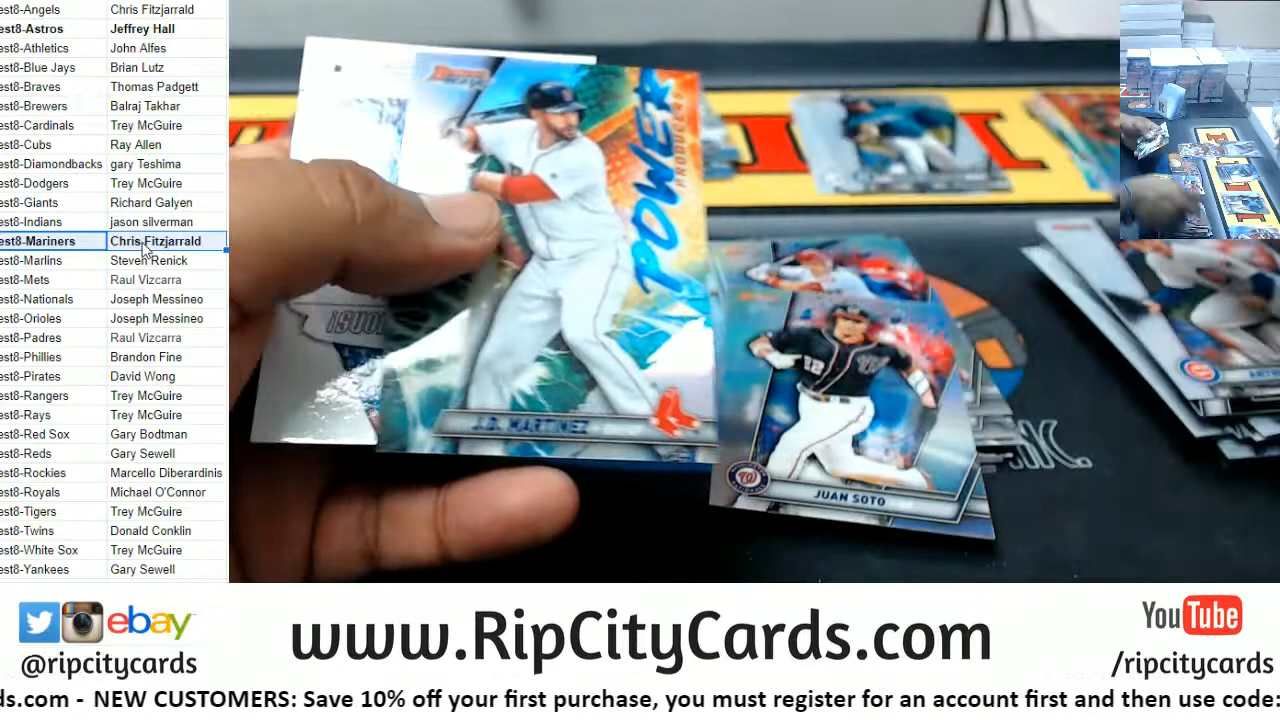 est8-Angels Chris Fitzjarrald
est8-Astros Jeffrey Hall
est8-Athletics John Alfes
est8-Blue Jays Brian Lutz
est8-Braves Thomas Padgett
est8-Brewers Balraj Takhar
est8-Cardinals Trey McGuire
est8-Cubs Ray Allen
est8-Diamondbacks gary Teshima
est8-Dodgers Trey McGuire
est8-Giants Richard Galyen
est8-Indians jason silverman
est8-Mariners Chris Fitzjarrald
est8-Marlins Steven Renick
est8-Mets Raul Vizcarra
est8-Nationals Joseph Messineo
est8-Orioles Joseph Messineo
est8-Padres Raul Vizcarra
est8-Phillies Brandon Fine
est8-Pirates David Wong
est8-Rangers Trey McGuire
est8-Rays Trey McGuire
est8-Red Sox Gary Bodtman
est8-Reds Gary Sewell
est8-Rockies Marcello Diberardinis
est8-Royals Michael O'Connor
est8-Tigers Trey McGuire
est8-Twins Donald Conklin
est8-White Sox Trey McGuire
est8-Yankees Gary Sewell
POWER
PRODUCERS
J.D. MARTINEZ
JUAN SOTO
ebay
@ripcitycards
www.RipCityCards.com
YouTube
/ripcitycards
ds.com - NEW CUSTOMERS: Save 10% off your first purchase, you must register for an account first and then use code: